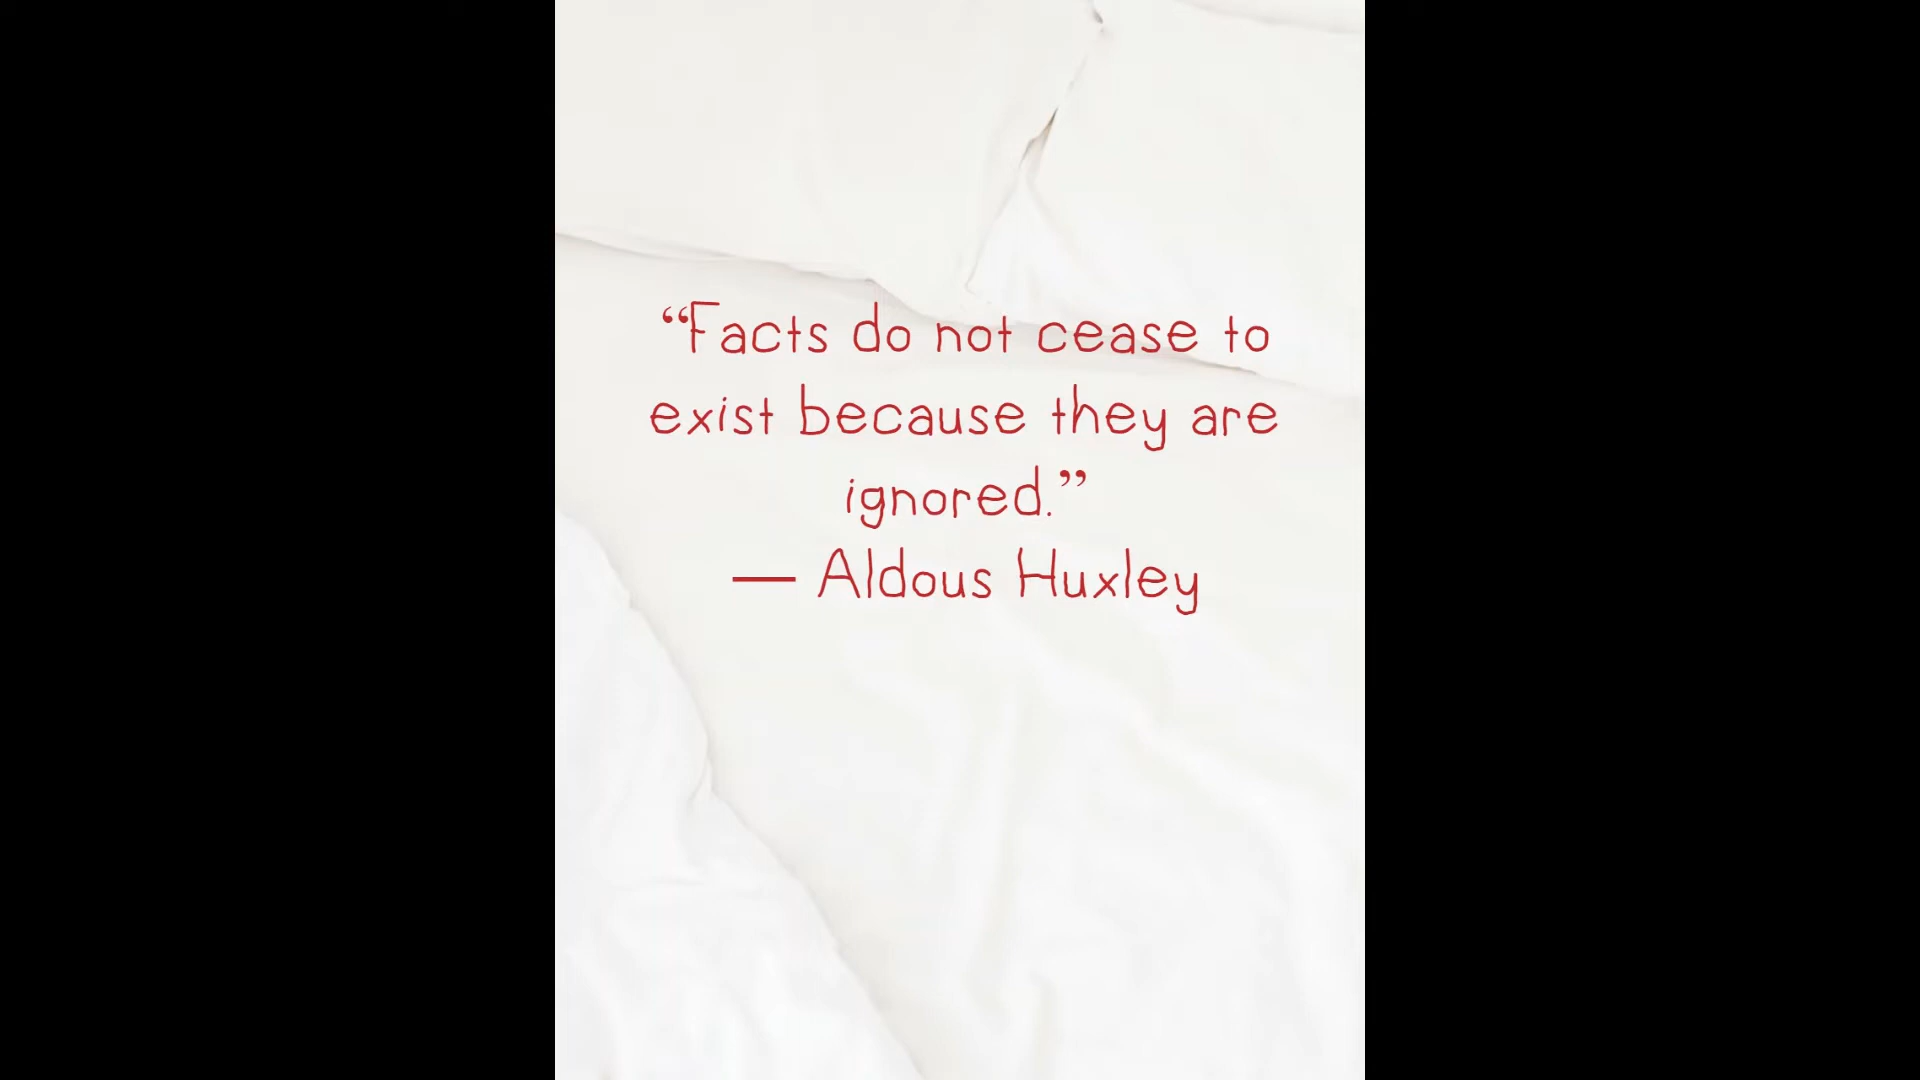 “Facts do not cease to
exist because they are
ignored.”
— Aldous Huxley